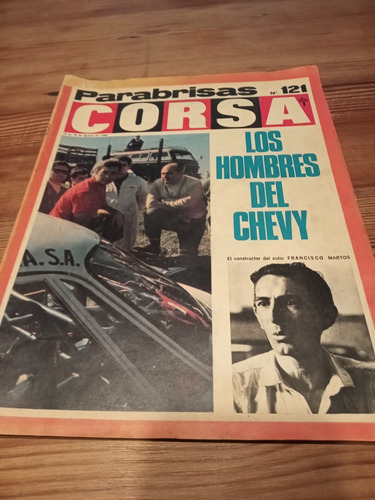 Parabrisas
Nº 121
CORSA
LOS
HOMBRES
DEL
CHEVY
El constructor del auto: FRANCISCO MARTOS
A.S.A.